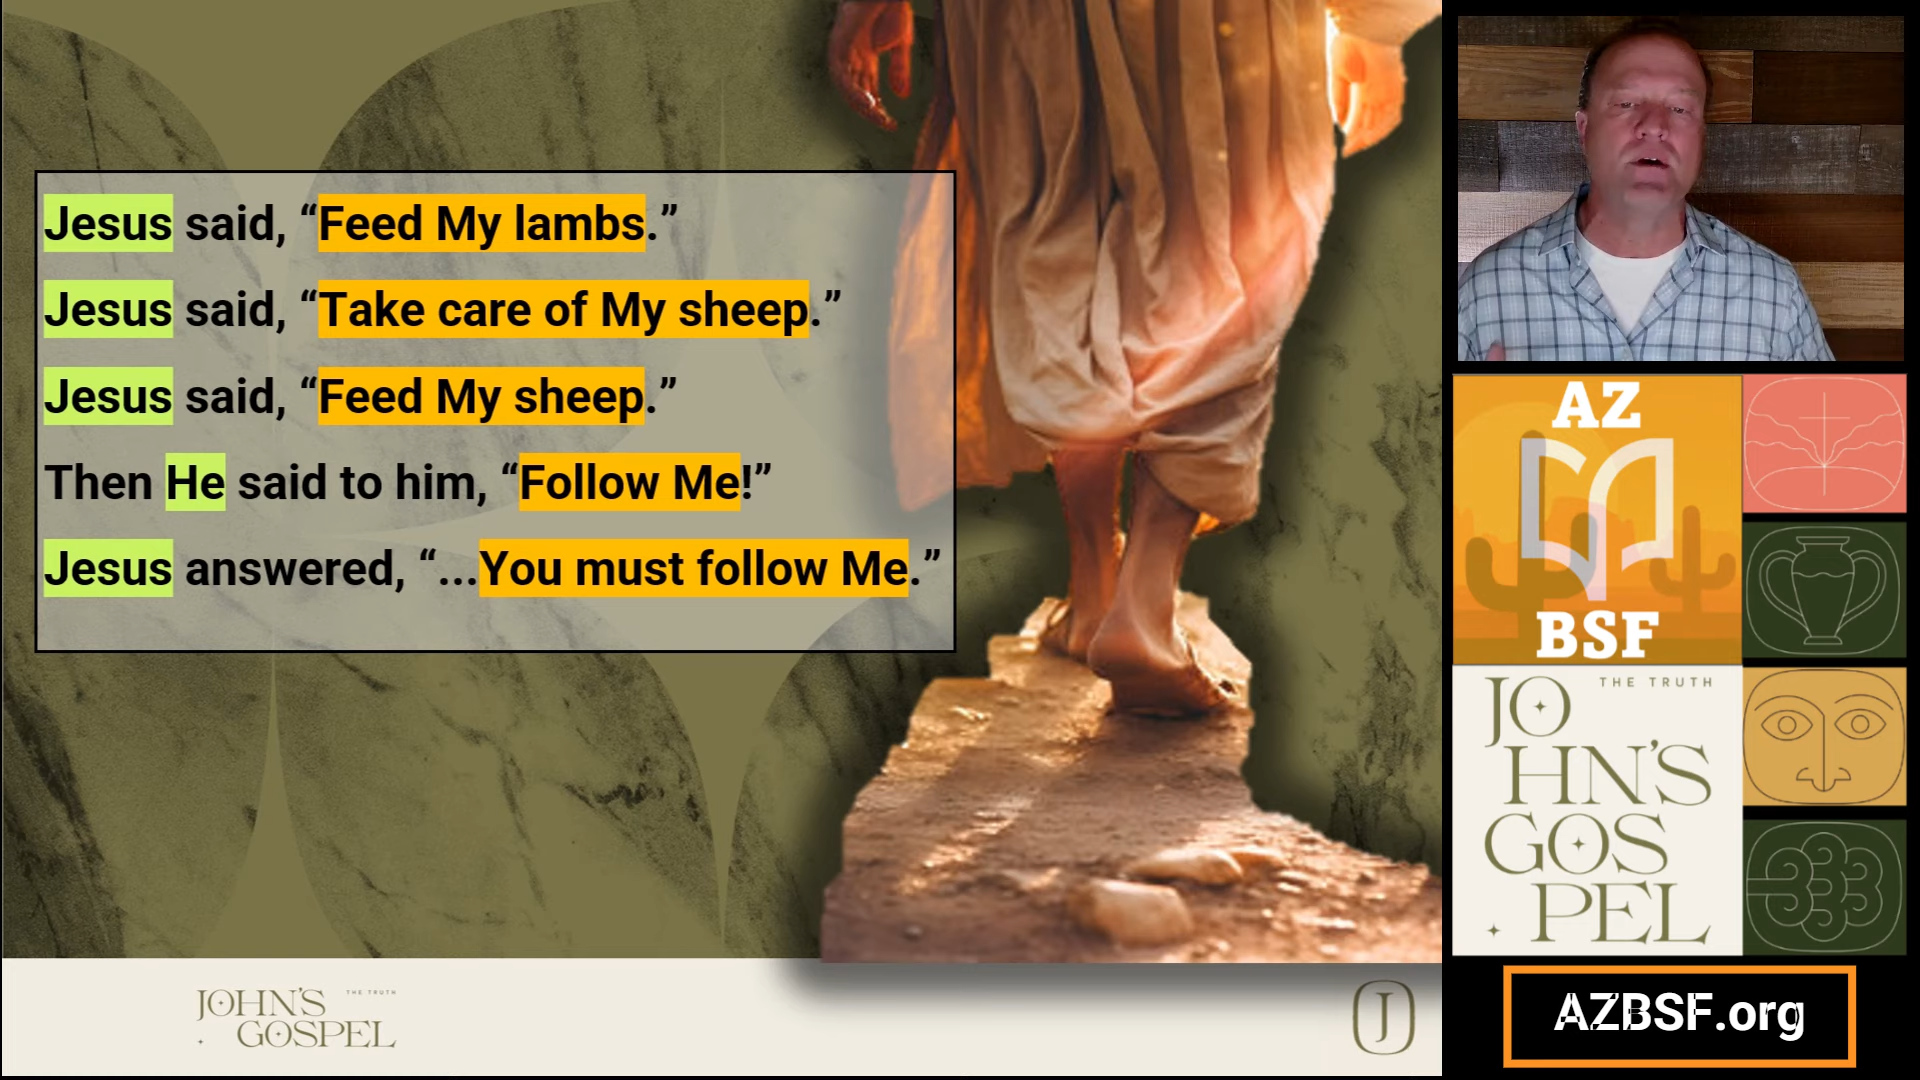 Jesus said, “Feed My lambs.”
Jesus said, “Take care of My sheep.”
Jesus said, “Feed My sheep.”
Then He said to him, “Follow Me!”
Jesus answered, “...You must follow Me.”
JOHN’S THE TRUTH
GOSPEL
J
AZ
BSF
JO THE TRUTH
HN’S
GOS
PEL
AZBSF.org